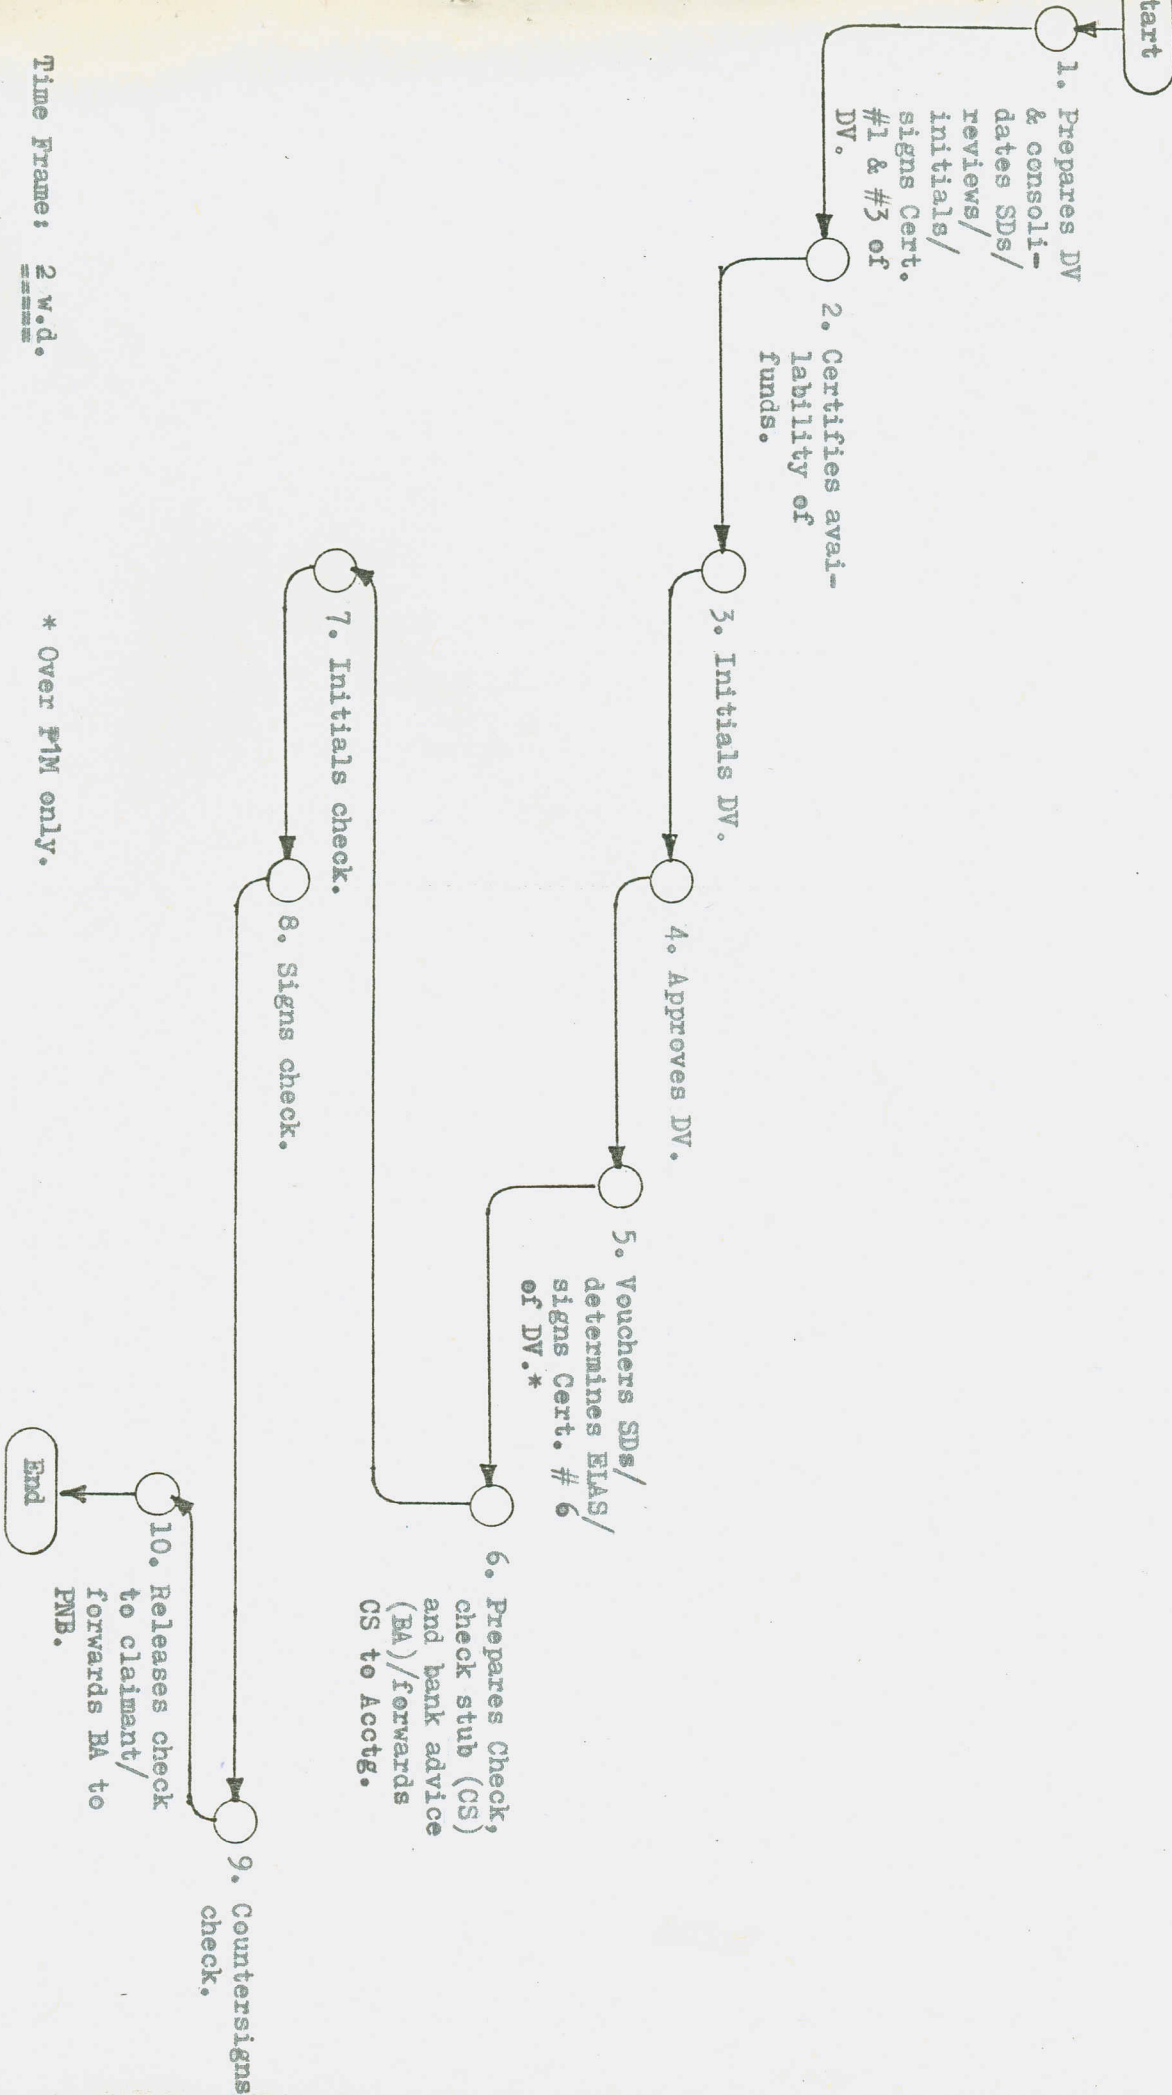 tart
1. Prepares DV
& consoli-
dates SDs/
reviews/
initials/
signs Cert.
#1 & #3 of
DV.
2. Certifies avai-
lability of
funds.
3. Initials DV.
4. Approves DV.
5. Vouchers SDs/
determines ELAS/
signs Cert. # 6
of DV.*
6. Prepares Check,
check stub (CS)
and bank advice
(BA)/forwards
CS to Acctg.
7. Initials check.
8. Signs check.
9. Countersigns
check.
10. Releases check
to claimant/
forwards BA to
PNB.
End
Time Frame: 2 w.d.
=====
* Over ₱1M only.